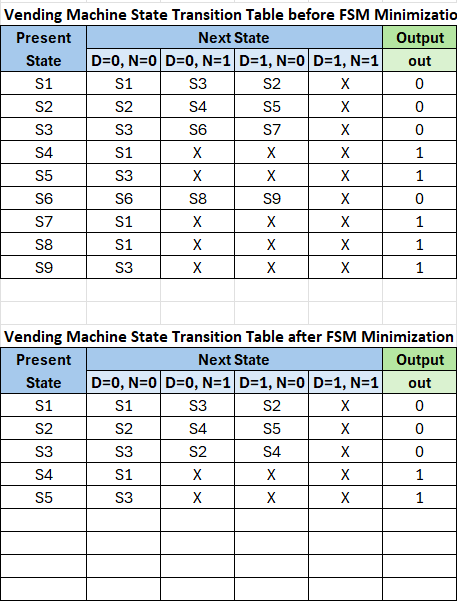 Vending Machine State Transition Table before FSM Minimizatio
Present Next State Output
State D=0, N=0 D=0, N=1 D=1, N=0 D=1, N=1 out
S1 S1 S3 S2 X 0
S2 S2 S4 S5 X 0
S3 S3 S6 S7 X 0
S4 S1 X X X 1
S5 S3 X X X 1
S6 S6 S8 S9 X 0
S7 S1 X X X 1
S8 S1 X X X 1
S9 S3 X X X 1
Vending Machine State Transition Table after FSM Minimization
Present Next State Output
State D=0, N=0 D=0, N=1 D=1, N=0 D=1, N=1 out
S1 S1 S3 S2 X 0
S2 S2 S4 S5 X 0
S3 S3 S2 S4 X 0
S4 S1 X X X 1
S5 S3 X X X 1